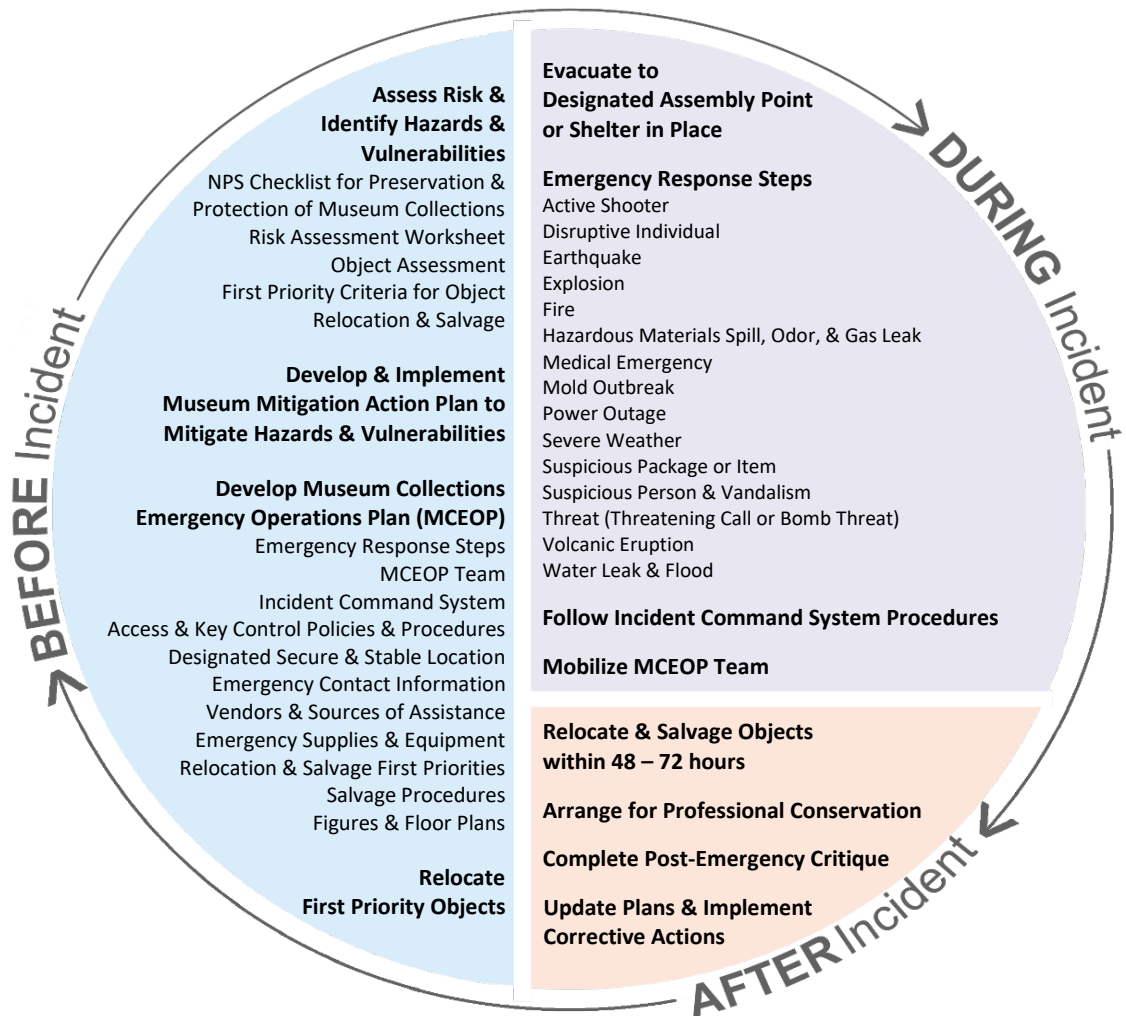 BEFORE Incident
Assess Risk &
Identify Hazards &
Vulnerabilities
NPS Checklist for Preservation &
Protection of Museum Collections
Risk Assessment Worksheet
Object Assessment
First Priority Criteria for Object
Relocation & Salvage
Develop & Implement
Museum Mitigation Action Plan to
Mitigate Hazards & Vulnerabilities
Develop Museum Collections
Emergency Operations Plan (MCEOP)
Emergency Response Steps
MCEOP Team
Incident Command System
Access & Key Control Policies & Procedures
Designated Secure & Stable Location
Emergency Contact Information
Vendors & Sources of Assistance
Emergency Supplies & Equipment
Relocation & Salvage First Priorities
Salvage Procedures
Figures & Floor Plans
Relocate
First Priority Objects
DURING Incident
Evacuate to
Designated Assembly Point
or Shelter in Place
Emergency Response Steps
Active Shooter
Disruptive Individual
Earthquake
Explosion
Fire
Hazardous Materials Spill, Odor, & Gas Leak
Medical Emergency
Mold Outbreak
Power Outage
Severe Weather
Suspicious Package or Item
Suspicious Person & Vandalism
Threat (Threatening Call or Bomb Threat)
Volcanic Eruption
Water Leak & Flood
Follow Incident Command System Procedures
Mobilize MCEOP Team
AFTER Incident
Relocate & Salvage Objects
within 48 – 72 hours
Arrange for Professional Conservation
Complete Post-Emergency Critique
Update Plans & Implement
Corrective Actions